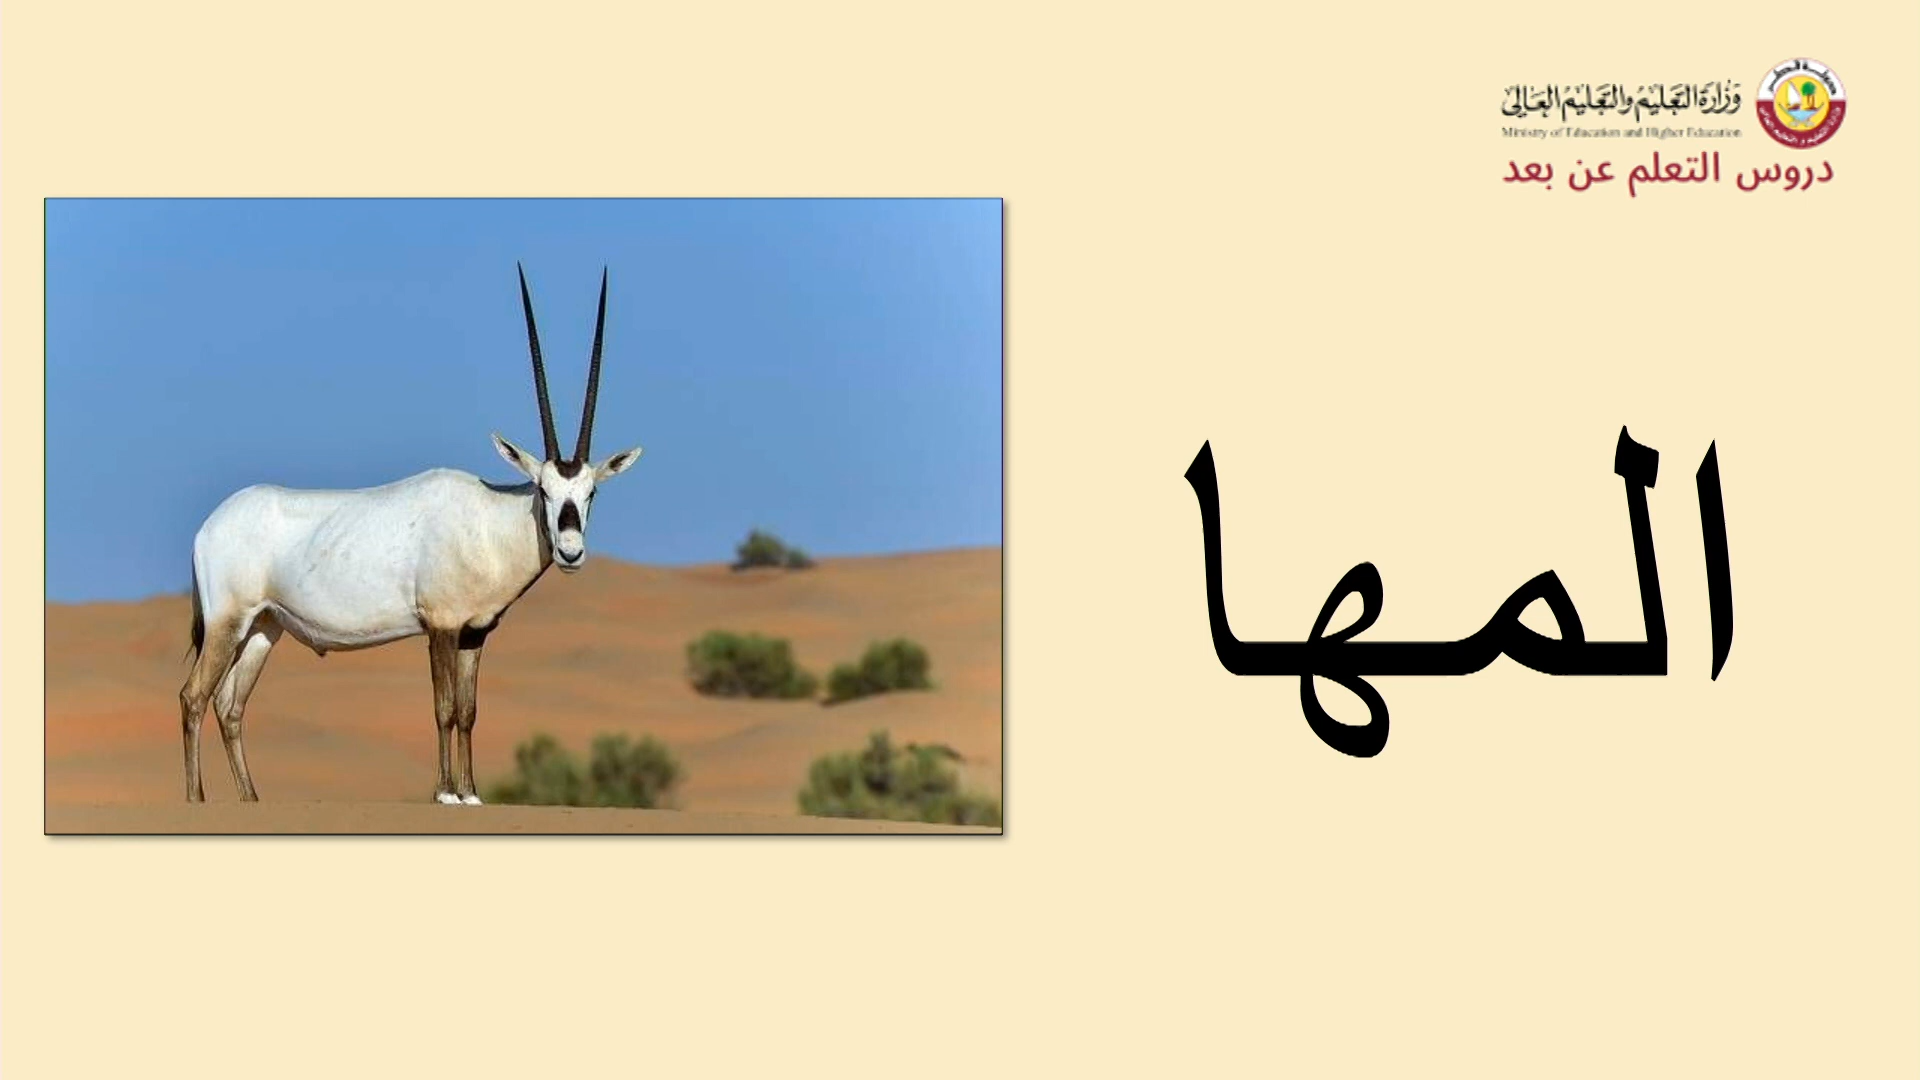 وزارة التعليم والتعليم العالي
Ministry of Education and Higher Education
دروس التعلم عن بعد
المها